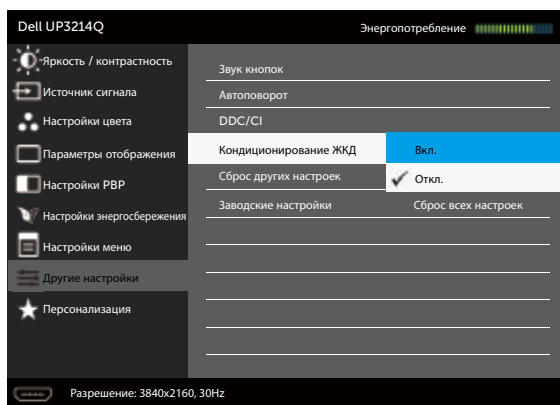 Dell UP3214Q
Энергопотребление
Яркость / контрастность
Источник сигнала
Настройки цвета
Параметры отображения
Настройки PBP
Настройки энергосбережения
Настройки меню
Другие настройки
Персонализация
Звук кнопок
Автоповорот
DDC/CI
Кондиционирование ЖКД
Вкл.
Сброс других настроек
Откл.
Заводские настройки
Сброс всех настроек
Разрешение: 3840x2160, 30Hz